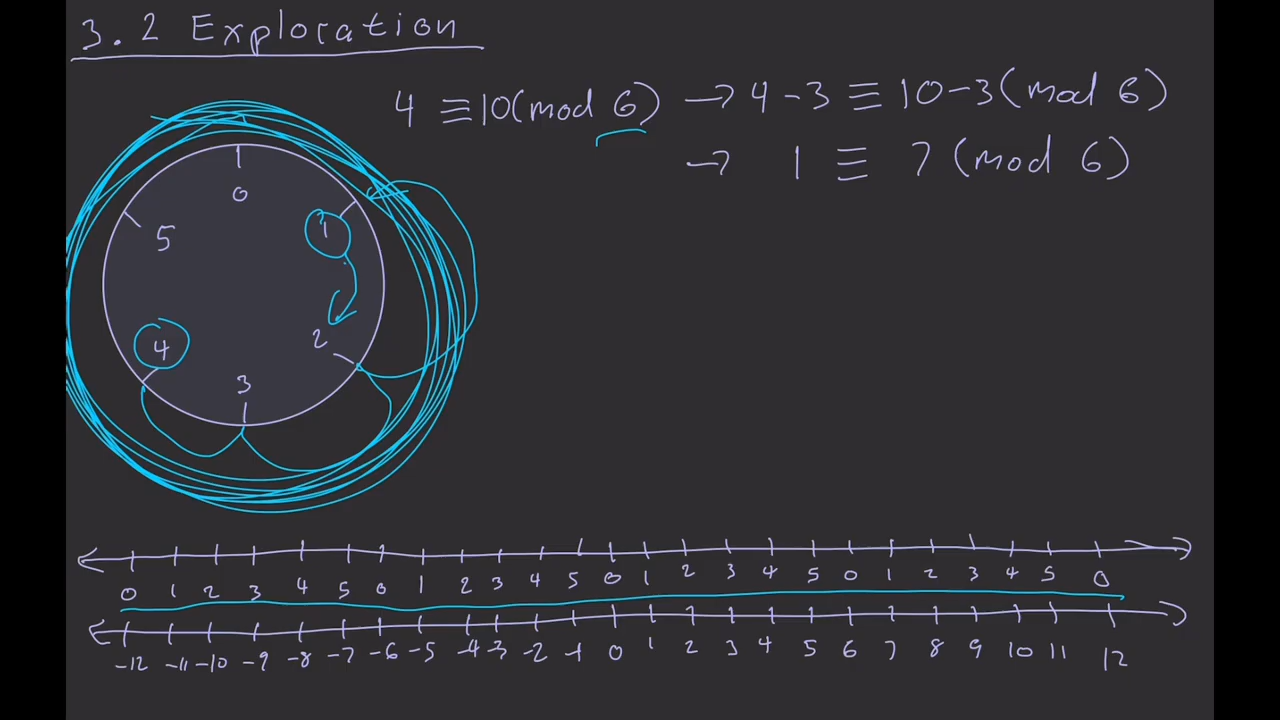 3.2 Exploration
4 ≡ 10 (mod 6) → 4 - 3 ≡ 10 - 3 (mod 6)
→ 1 ≡ 7 (mod 6)
0
5 1
4 2
3
0 1 2 3 4 5 0 1 2 3 4 5 0 1 2 3 4 5 0 1 2 3 4 5 0
-12 -11 -10 -9 -8 -7 -6 -5 -4 -3 -2 -1 0 1 2 3 4 5 6 7 8 9 10 11 12